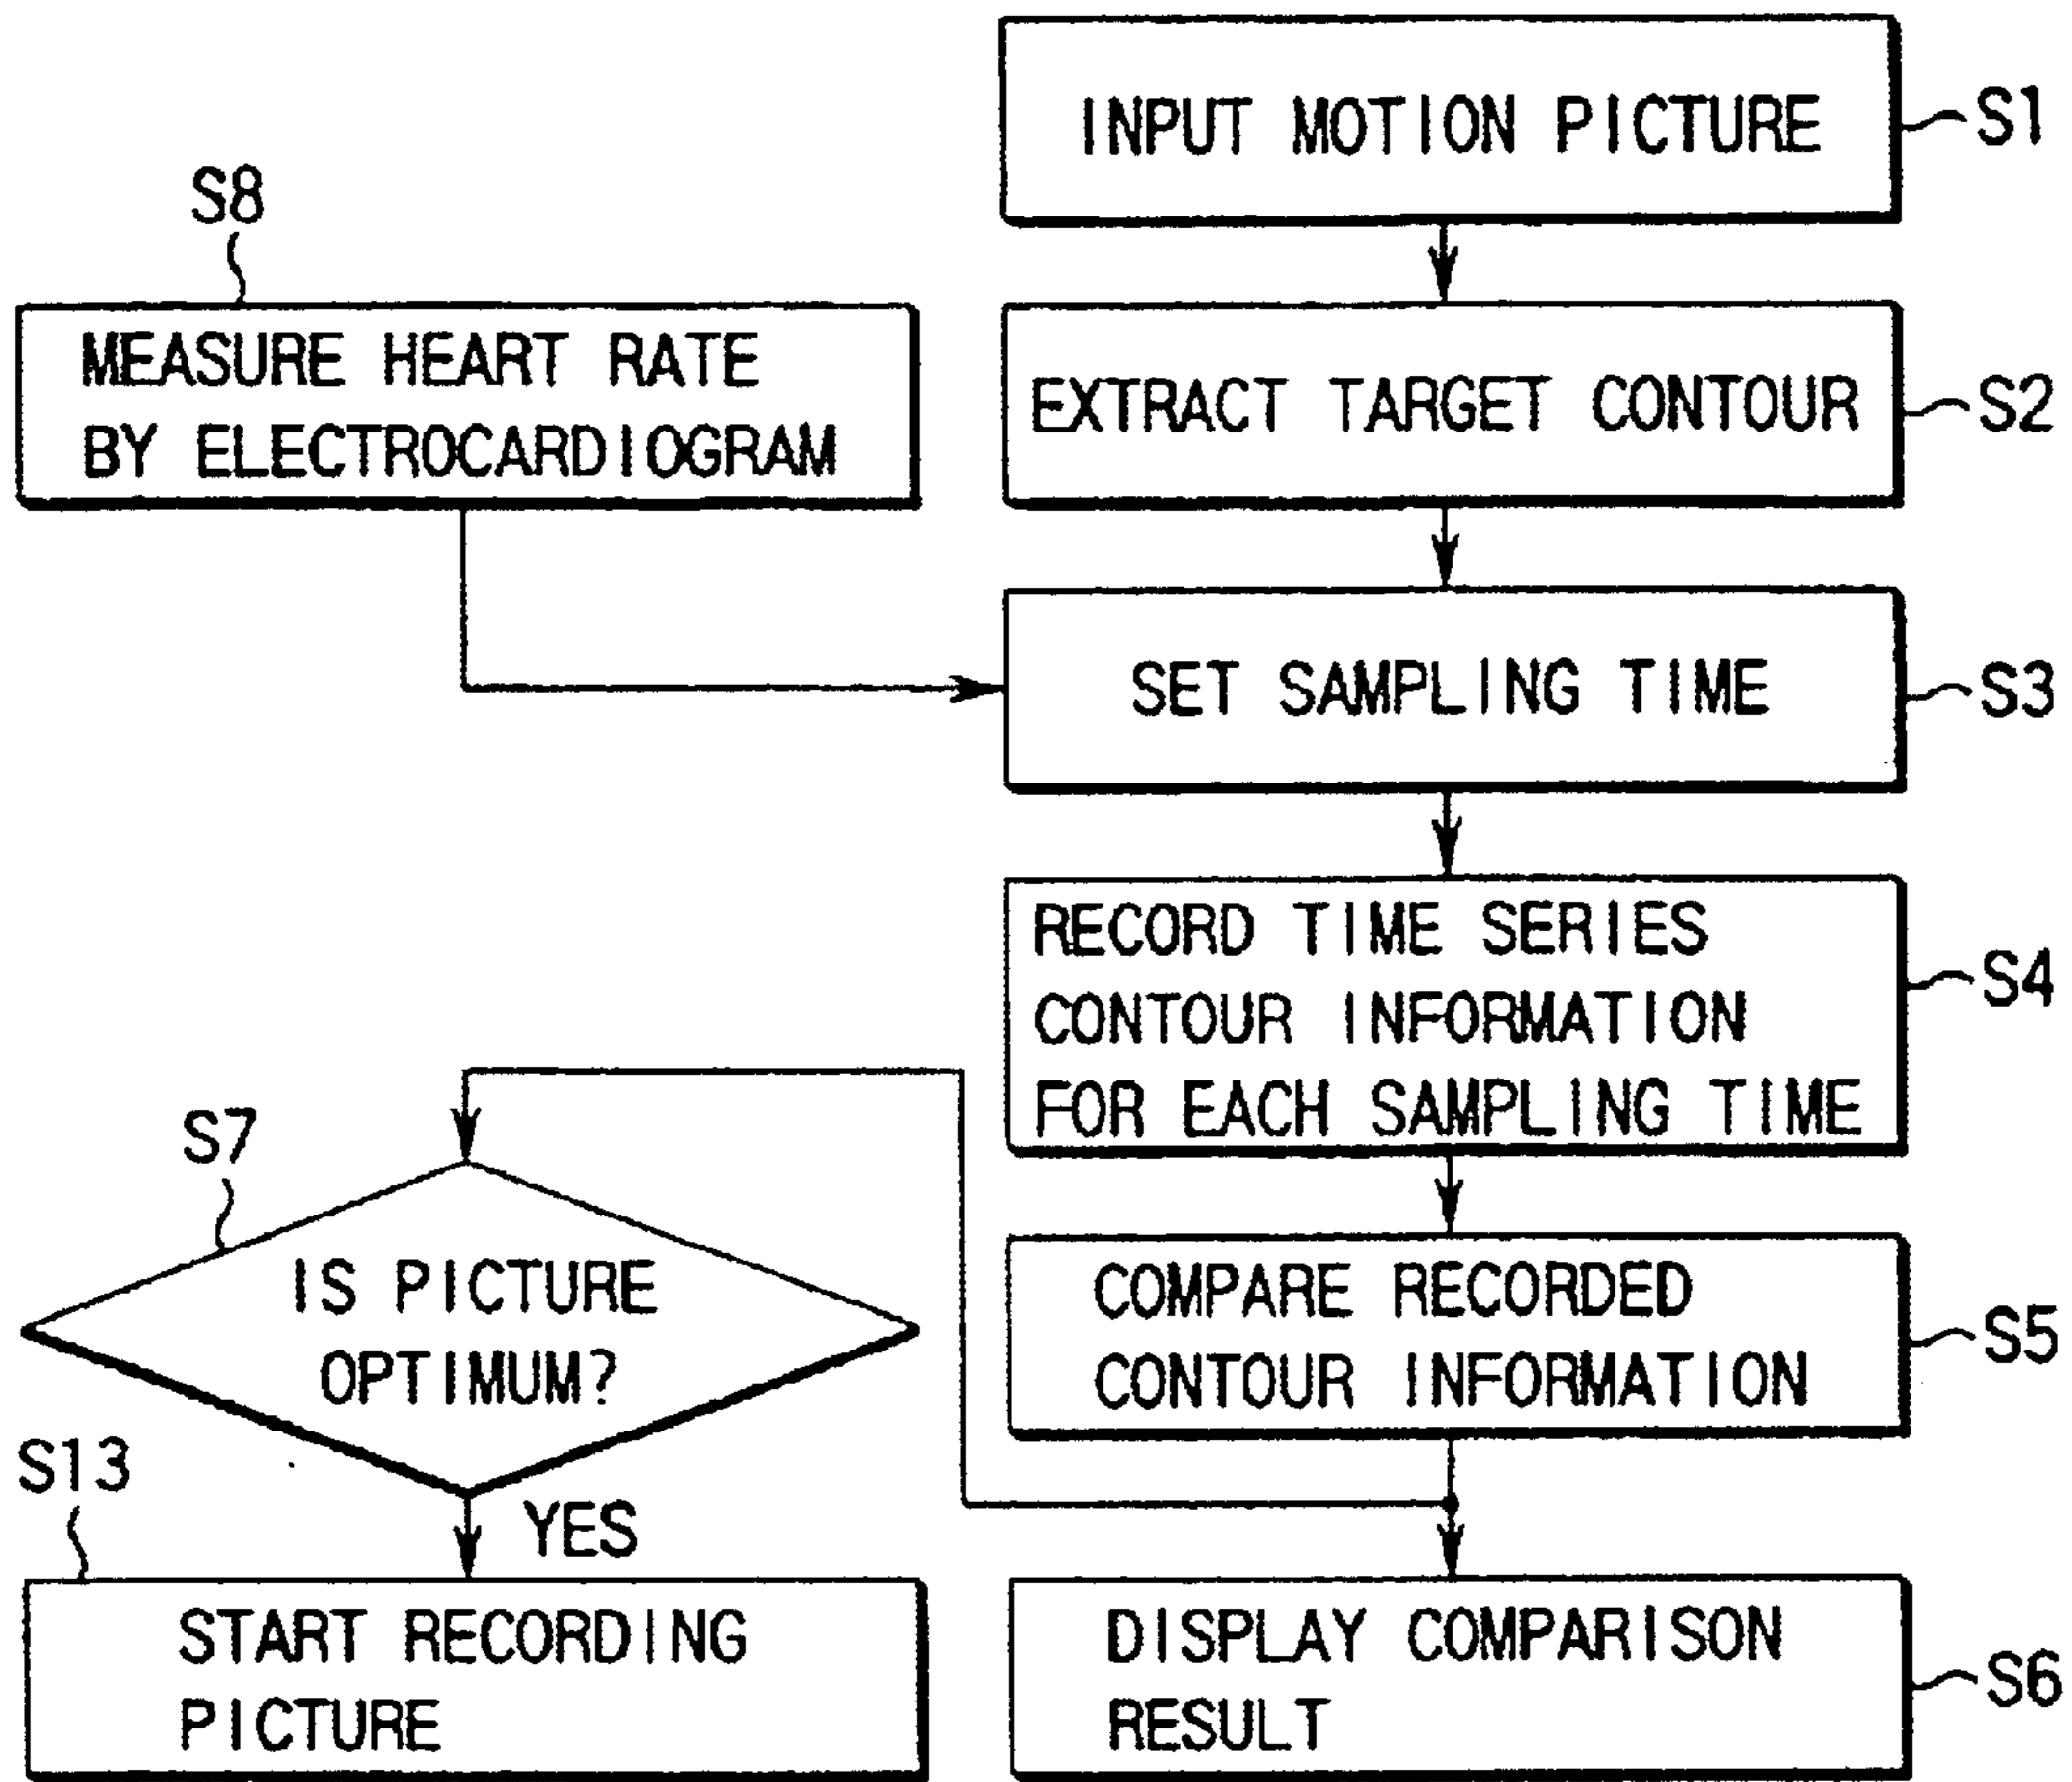 INPUT MOTION PICTURE
S1
S8
MEASURE HEART RATE
BY ELECTROCARDIOGRAM
EXTRACT TARGET CONTOUR
S2
SET SAMPLING TIME
S3
RECORD TIME SERIES
CONTOUR INFORMATION
FOR EACH SAMPLING TIME
S4
S7
IS PICTURE
OPTIMUM?
COMPARE RECORDED
CONTOUR INFORMATION
S5
S13
YES
START RECORDING
PICTURE
DISPLAY COMPARISON
RESULT
S6